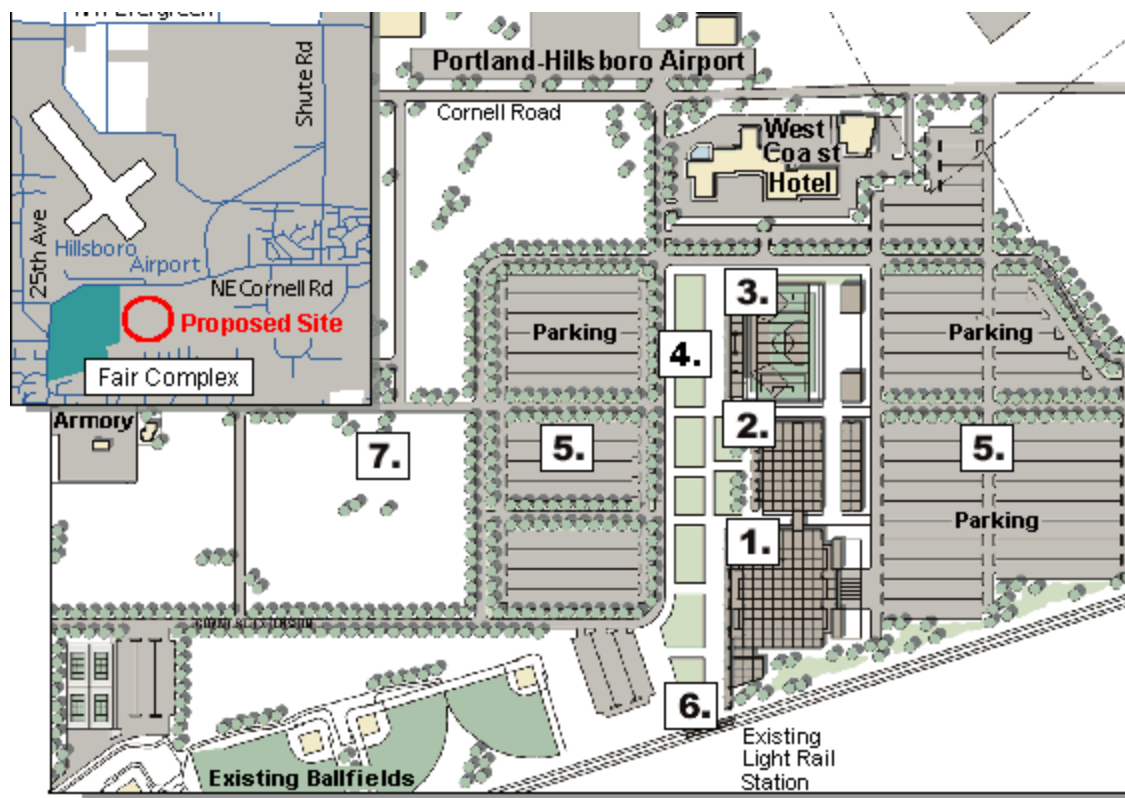 Evergreen
Shute Rd
25th Ave
Hillsboro
Airport
NE Cornell Rd
Proposed Site
Fair Complex
Portland-Hillsboro Airport
Cornell Road
West
Coast
Hotel
3.
Parking
4.
Parking
Armory
2.
7.
5.
5.
Parking
1.
6.
Existing
Light Rail
Station
Existing Ballfields